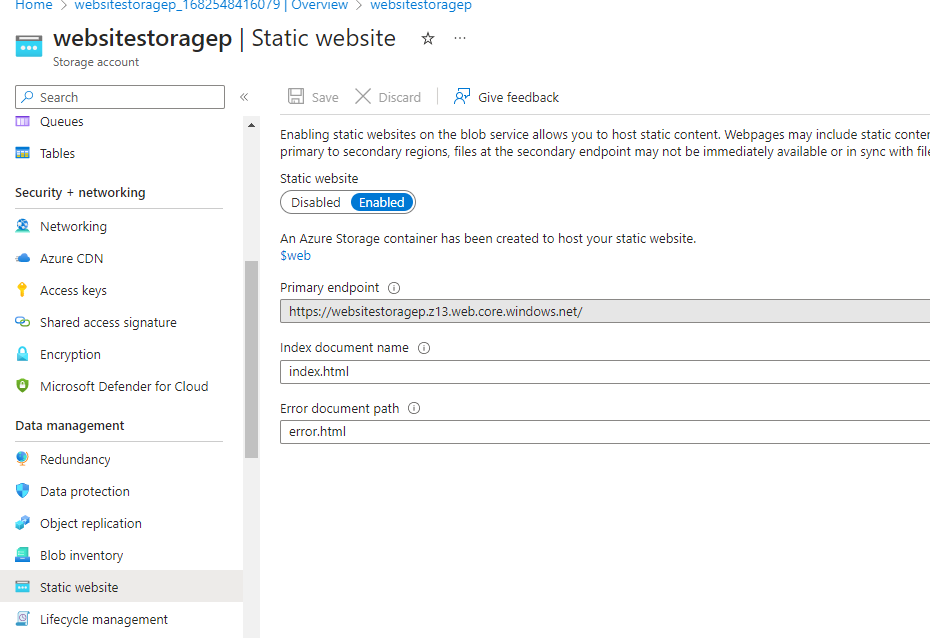 Home > websitestoragep_1682548416079 | Overview > websitestoragep
websitestoragep | Static website
Storage account
Search
Queues
Tables
Security + networking
Networking
Azure CDN
Access keys
Shared access signature
Encryption
Microsoft Defender for Cloud
Data management
Redundancy
Data protection
Object replication
Blob inventory
Static website
Lifecycle management
Save Discard Give feedback
Enabling static websites on the blob service allows you to host static content. Webpages may include static
primary to secondary regions, files at the secondary endpoint may not be immediately available or in sync with
Static website
Disabled Enabled
An Azure Storage container has been created to host your static website.
$web
Primary endpoint
https://websitestoragep.z13.web.core.windows.net/
Index document name
index.html
Error document path
error.html